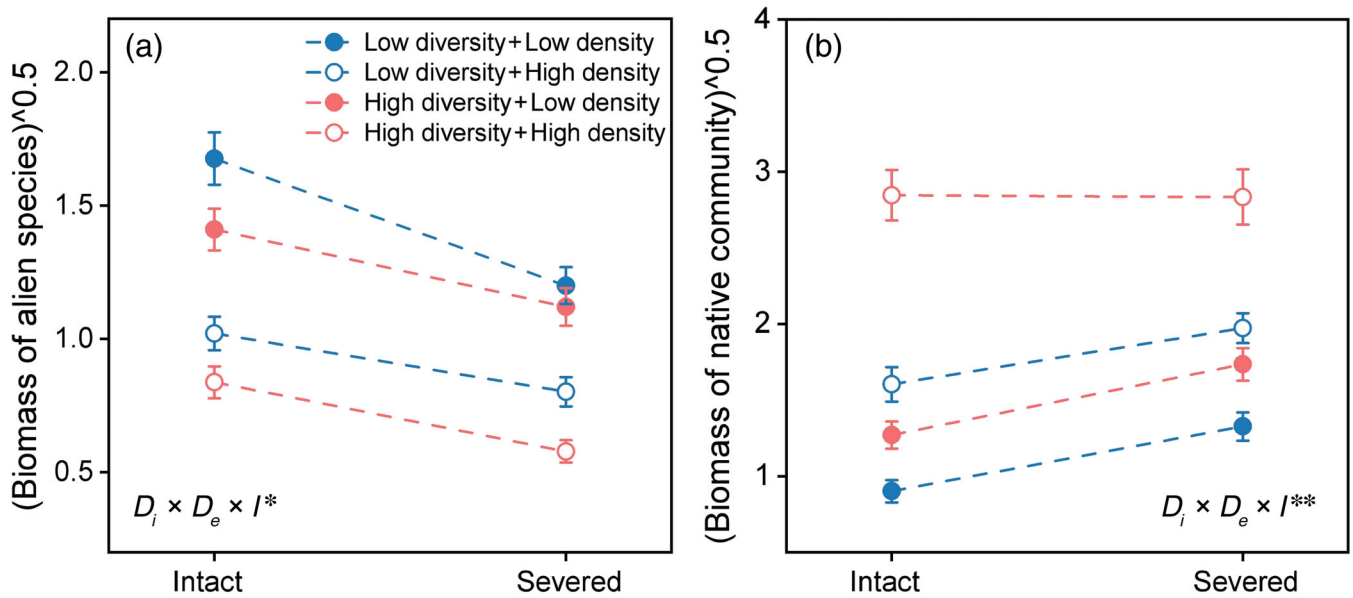 (a)
Low diversity+Low density
Low diversity+High density
High diversity+Low density
High diversity+High density
(Biomass of alien species)^0.5
2.0
1.5
1.0
0.5
Di × De × I*
Intact Severed
(b)
(Biomass of native community)^0.5
4
3
2
1
Di × De × I**
Intact Severed